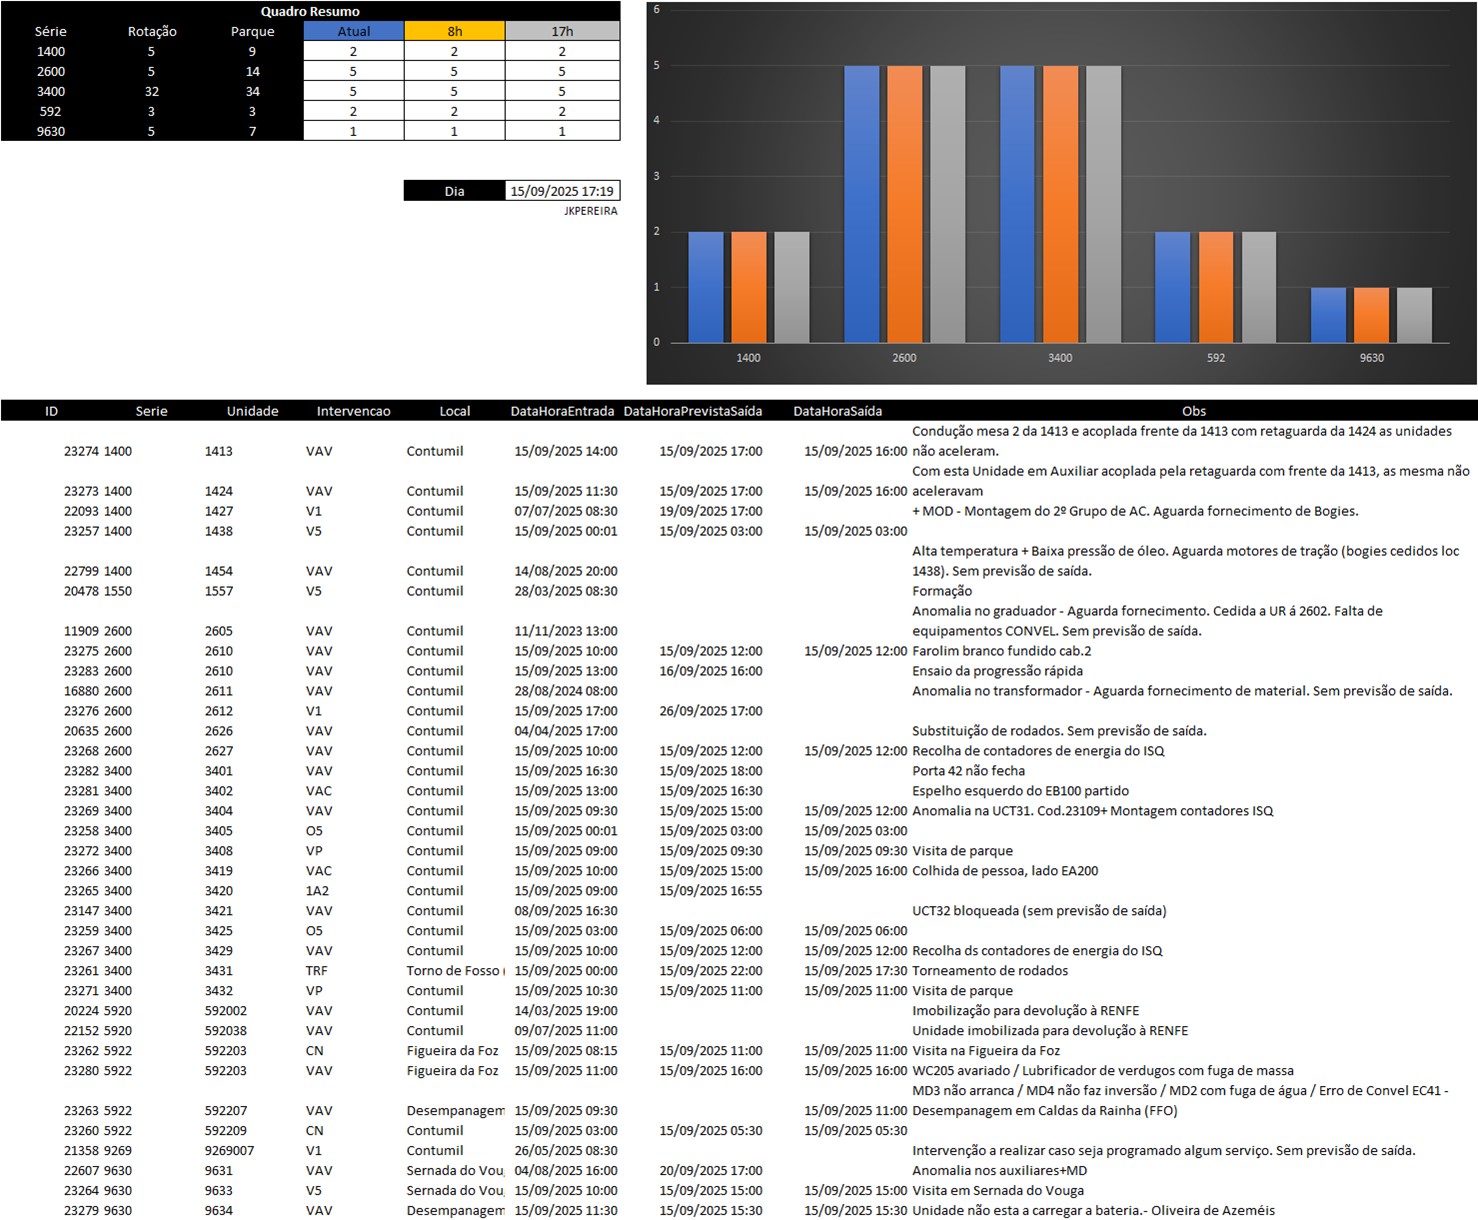 Quadro Resumo
Série Rotação Parque Atual 8h 17h
1400 5 9 2 2 2
2600 5 14 5 5 5
3400 32 34 5 5 5
592 3 3 2 2 2
9630 5 7 1 1 1
Dia 15/09/2025 17:19
JKPEREIRA
6
5
4
3
2
1
0
1400 2600 3400 592 9630
ID Serie Unidade Intervencao Local DataHoraEntrada DataHoraPrevistaSaída DataHoraSaída Obs
Condução mesa 2 da 1413 e acoplada frente da 1413 com retaguarda da 1424 as unidades
23274 1400 1413 VAV Contumil 15/09/2025 14:00 15/09/2025 17:00 15/09/2025 16:00 não aceleram.
Com esta Unidade em Auxiliar acoplada pela retaguarda com frente da 1413, as mesma não
23273 1400 1424 VAV Contumil 15/09/2025 11:30 15/09/2025 17:00 15/09/2025 16:00 aceleravam
22093 1400 1427 V1 Contumil 07/07/2025 08:30 19/09/2025 17:00 + MOD - Montagem do 2º Grupo de AC. Aguarda fornecimento de Bogies.
23257 1400 1438 V5 Contumil 15/09/2025 00:01 15/09/2025 03:00 15/09/2025 03:00
Alta temperatura + Baixa pressão de óleo. Aguarda motores de tração (bogies cedidos loc
22799 1400 1454 VAV Contumil 14/08/2025 20:00 1438). Sem previsão de saída.
20478 1550 1557 V5 Contumil 28/03/2025 08:30 Formação
Anomalia no graduador - Aguarda fornecimento. Cedida a UR á 2602. Falta de
11909 2600 2605 VAV Contumil 11/11/2023 13:00 equipamentos CONVEL. Sem previsão de saída.
23275 2600 2610 VAV Contumil 15/09/2025 10:00 15/09/2025 12:00 15/09/2025 12:00 Farolim branco fundido cab.2
23283 2600 2610 VAV Contumil 15/09/2025 13:00 16/09/2025 16:00 Ensaio da progressão rápida
16880 2600 2611 VAV Contumil 28/08/2024 08:00 Anomalia no transformador - Aguarda fornecimento de material. Sem previsão de saída.
23276 2600 2612 V1 Contumil 15/09/2025 17:00 26/09/2025 17:00
20635 2600 2626 VAV Contumil 04/04/2025 17:00 Substituição de rodados. Sem previsão de saída.
23268 2600 2627 VAV Contumil 15/09/2025 10:00 15/09/2025 12:00 15/09/2025 12:00 Recolha de contadores de energia do ISQ
23282 3400 3401 VAV Contumil 15/09/2025 16:30 15/09/2025 18:00 Porta 42 não fecha
23281 3400 3402 VAC Contumil 15/09/2025 13:00 15/09/2025 16:30 Espelho esquerdo do EB100 partido
23269 3400 3404 VAV Contumil 15/09/2025 09:30 15/09/2025 15:00 15/09/2025 12:00 Anomalia na UCT31. Cod.23109+ Montagem contadores ISQ
23258 3400 3405 O5 Contumil 15/09/2025 00:01 15/09/2025 03:00 15/09/2025 03:00
23272 3400 3408 VP Contumil 15/09/2025 09:00 15/09/2025 09:30 15/09/2025 09:30 Visita de parque
23266 3400 3419 VAC Contumil 15/09/2025 10:00 15/09/2025 15:00 15/09/2025 16:00 Colhida de pessoa, lado EA200
23265 3400 3420 1A2 Contumil 15/09/2025 09:00 15/09/2025 16:55
23147 3400 3421 VAV Contumil 08/09/2025 16:30 UCT32 bloqueada (sem previsão de saída)
23259 3400 3425 O5 Contumil 15/09/2025 03:00 15/09/2025 06:00 15/09/2025 06:00
23267 3400 3429 VAV Contumil 15/09/2025 10:00 15/09/2025 12:00 15/09/2025 12:00 Recolha ds contadores de energia do ISQ
23261 3400 3431 TRF Torno de Fosso ( 15/09/2025 00:00 15/09/2025 22:00 15/09/2025 17:30 Torneamento de rodados
23271 3400 3432 VP Contumil 15/09/2025 10:30 15/09/2025 11:00 15/09/2025 11:00 Visita de parque
20224 5920 592002 VAV Contumil 14/03/2025 19:00 Imobilização para devolução à RENFE
22152 5920 592038 VAV Contumil 09/07/2025 11:00 Unidade imobilizada para devolução à RENFE
23262 5922 592203 CN Figueira da Foz 15/09/2025 08:15 15/09/2025 11:00 15/09/2025 11:00 Visita na Figueira da Foz
23280 5922 592203 VAV Figueira da Foz 15/09/2025 11:00 15/09/2025 16:00 15/09/2025 16:00 WC205 avariado / Lubrificador de verdugos com fuga de massa
MD3 não arranca / MD4 não faz inversão / MD2 com fuga de água / Erro de Convel EC41 -
23263 5922 592207 VAV Desempanagem 15/09/2025 09:30 15/09/2025 11:00 Desempanagem em Caldas da Rainha (FFO)
23260 5922 592209 CN Contumil 15/09/2025 03:00 15/09/2025 05:30 15/09/2025 05:30
21358 9269 9269007 V1 Contumil 26/05/2025 08:30 Intervenção a realizar caso seja programado algum serviço. Sem previsão de saída.
22607 9630 9631 VAV Sernada do Vou 04/08/2025 16:00 20/09/2025 17:00 Anomalia nos auxiliares+MD
23264 9630 9633 V5 Sernada do Vou 15/09/2025 10:00 15/09/2025 15:00 15/09/2025 15:00 Visita em Sernada do Vouga
23279 9630 9634 VAV Desempanagem 15/09/2025 11:30 15/09/2025 15:30 15/09/2025 15:30 Unidade não esta a carregar a bateria.- Oliveira de Azeméis